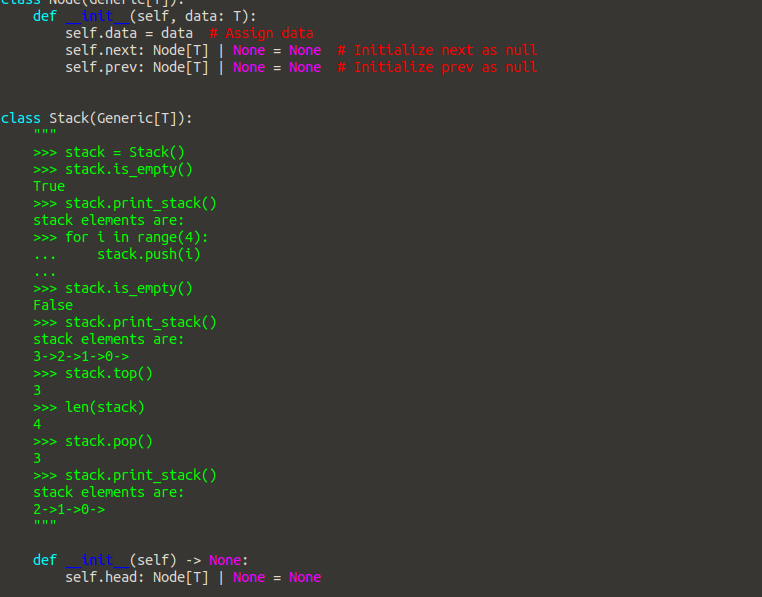 class Node(Generic[T]):
    def __init__(self, data: T):
        self.data = data  # Assign data
        self.next: Node[T] | None = None  # Initialize next as null
        self.prev: Node[T] | None = None  # Initialize prev as null
class Stack(Generic[T]):
    """
    >>> stack = Stack()
    >>> stack.is_empty()
    True
    >>> stack.print_stack()
    stack elements are:
    >>> for i in range(4):
    ...     stack.push(i)
    ...
    >>> stack.is_empty()
    False
    >>> stack.print_stack()
    stack elements are:
    3->2->1->0->
    >>> stack.top()
    3
    >>> len(stack)
    4
    >>> stack.pop()
    3
    >>> stack.print_stack()
    stack elements are:
    2->1->0->
    """
    def __init__(self) -> None:
        self.head: Node[T] | None = None